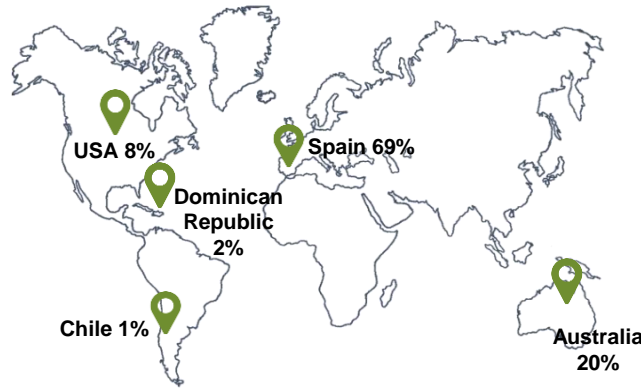 USA 8%
Spain 69%
Dominican
Republic
2%
Chile 1%
Australia
20%